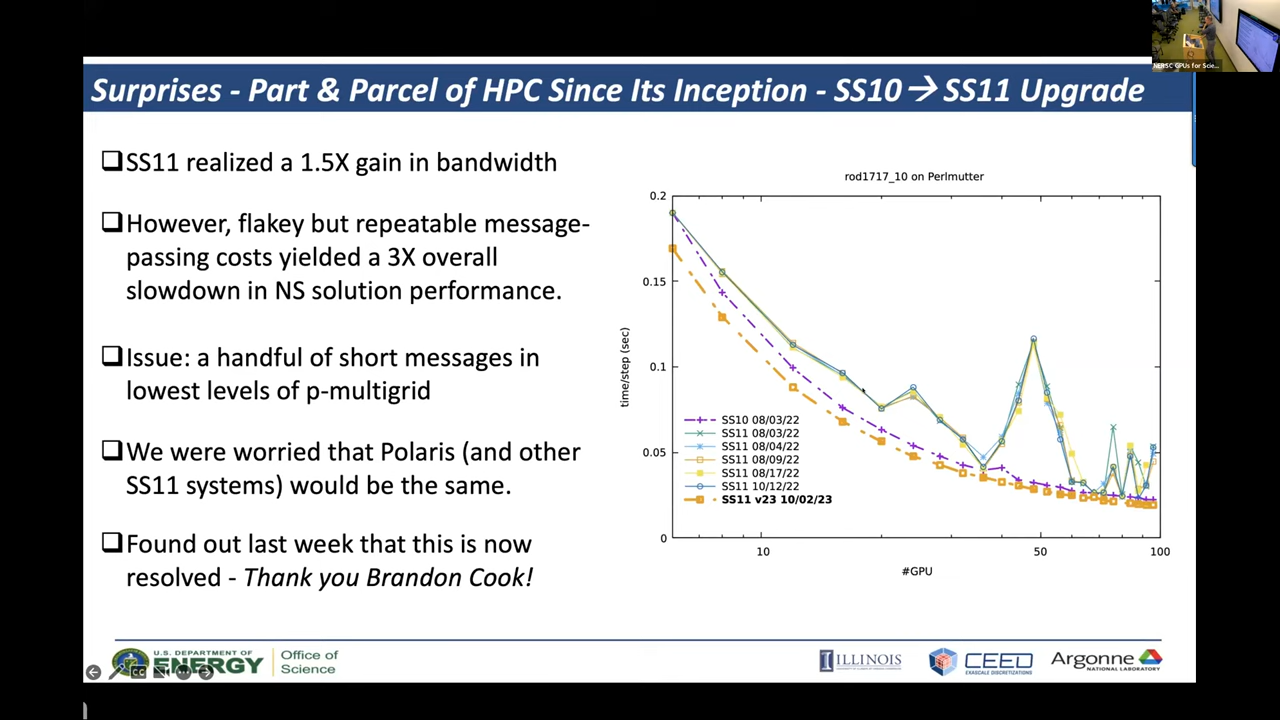 NERSC GPUs for Scie...
Surprises - Part & Parcel of HPC Since Its Inception - SS10 → SS11 Upgrade
❑SS11 realized a 1.5X gain in bandwidth
❑However, flakey but repeatable message-
passing costs yielded a 3X overall
slowdown in NS solution performance.
❑Issue: a handful of short messages in
lowest levels of p-multigrid
❑We were worried that Polaris (and other
SS11 systems) would be the same.
❑Found out last week that this is now
resolved - Thank you Brandon Cook!
rod1717_10 on Perlmutter
0.2
0.15
0.1
0.05
0
time/step (sec)
SS10 08/03/22
SS11 08/03/22
SS11 08/04/22
SS11 08/09/22
SS11 08/17/22
SS11 10/12/22
SS11 v23 10/02/23
10
50
100
#GPU
U.S. DEPARTMENT OF
ENERGY
Office of
Science
ILLINOIS
CEED
EXASCALE DISCRETIZATIONS
Argonne
NATIONAL LABORATORY